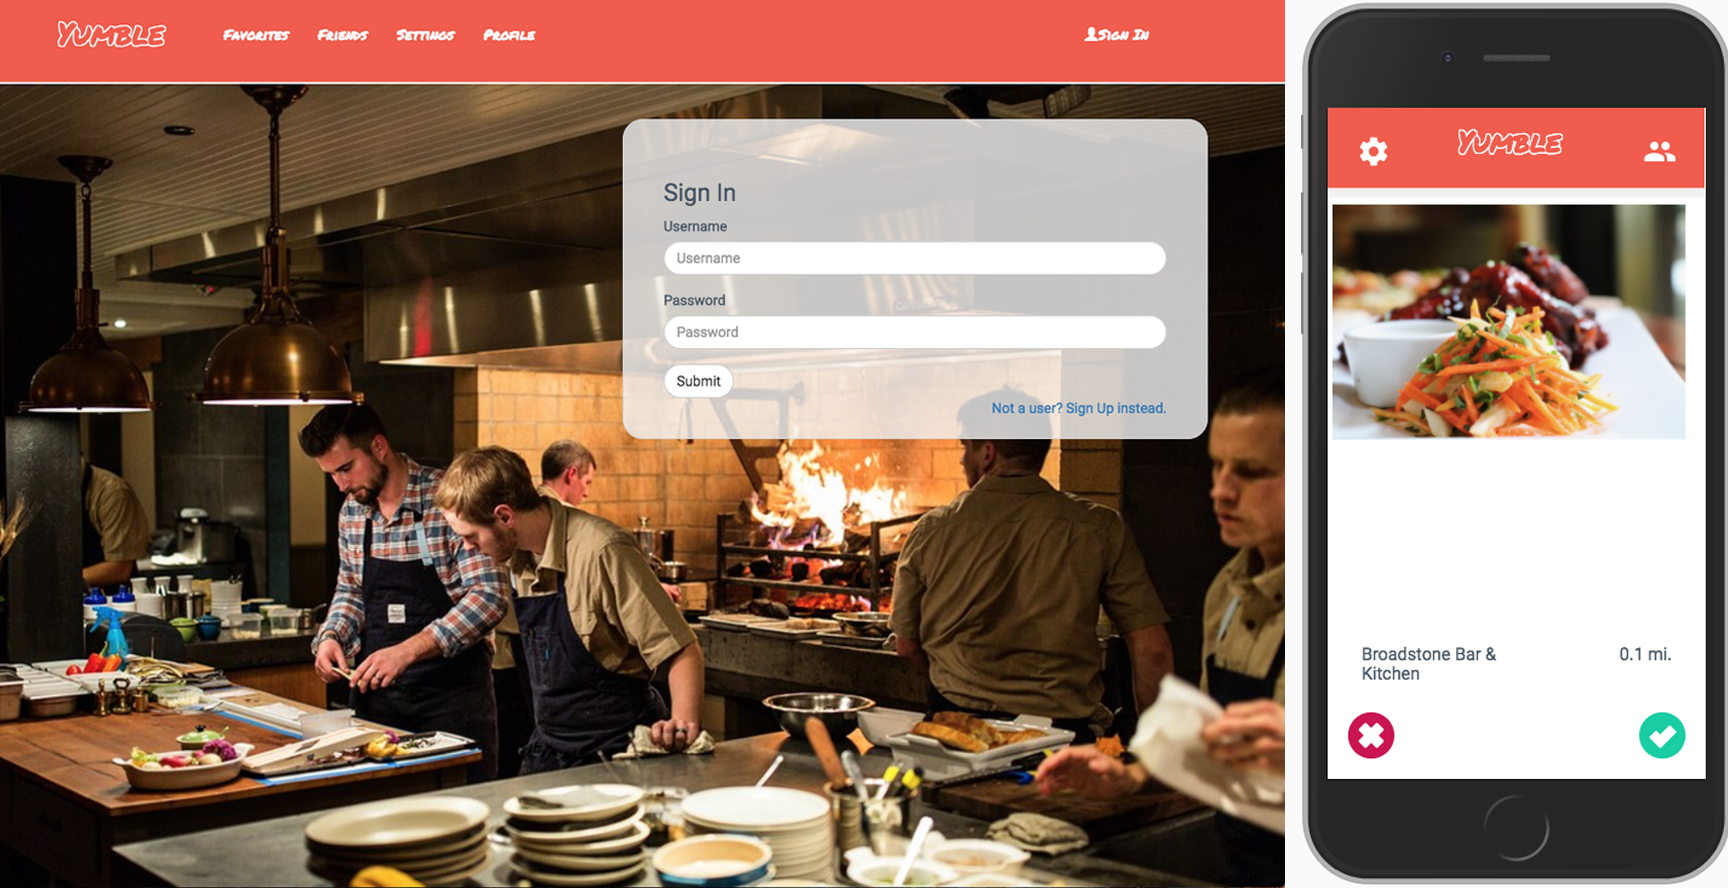 Yumble
Favorites
Friends
Settings
Profile
Sign In
Sign In
Username
Username
Password
Password
Submit
Not a user? Sign Up instead.
Yumble
Broadstone Bar &
Kitchen
0.1 mi.